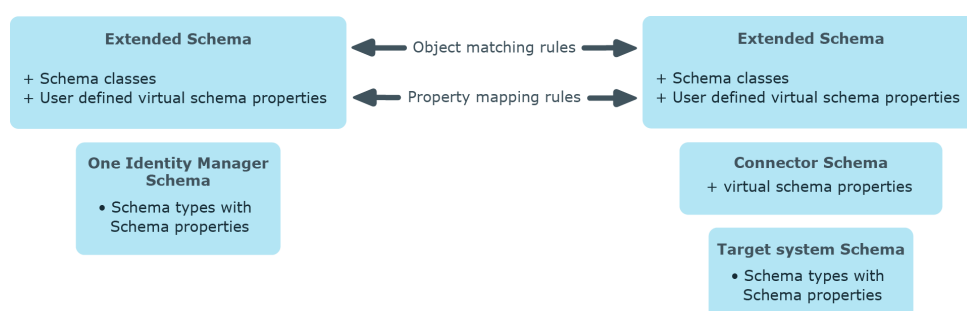 Extended Schema
+ Schema classes
+ User defined virtual schema properties
Object matching rules
Property mapping rules
Extended Schema
+ Schema classes
+ User defined virtual schema properties
One Identity Manager
Schema
• Schema types with
Schema properties
Connector Schema
+ virtual schema properties
Target system Schema
• Schema types with
Schema properties